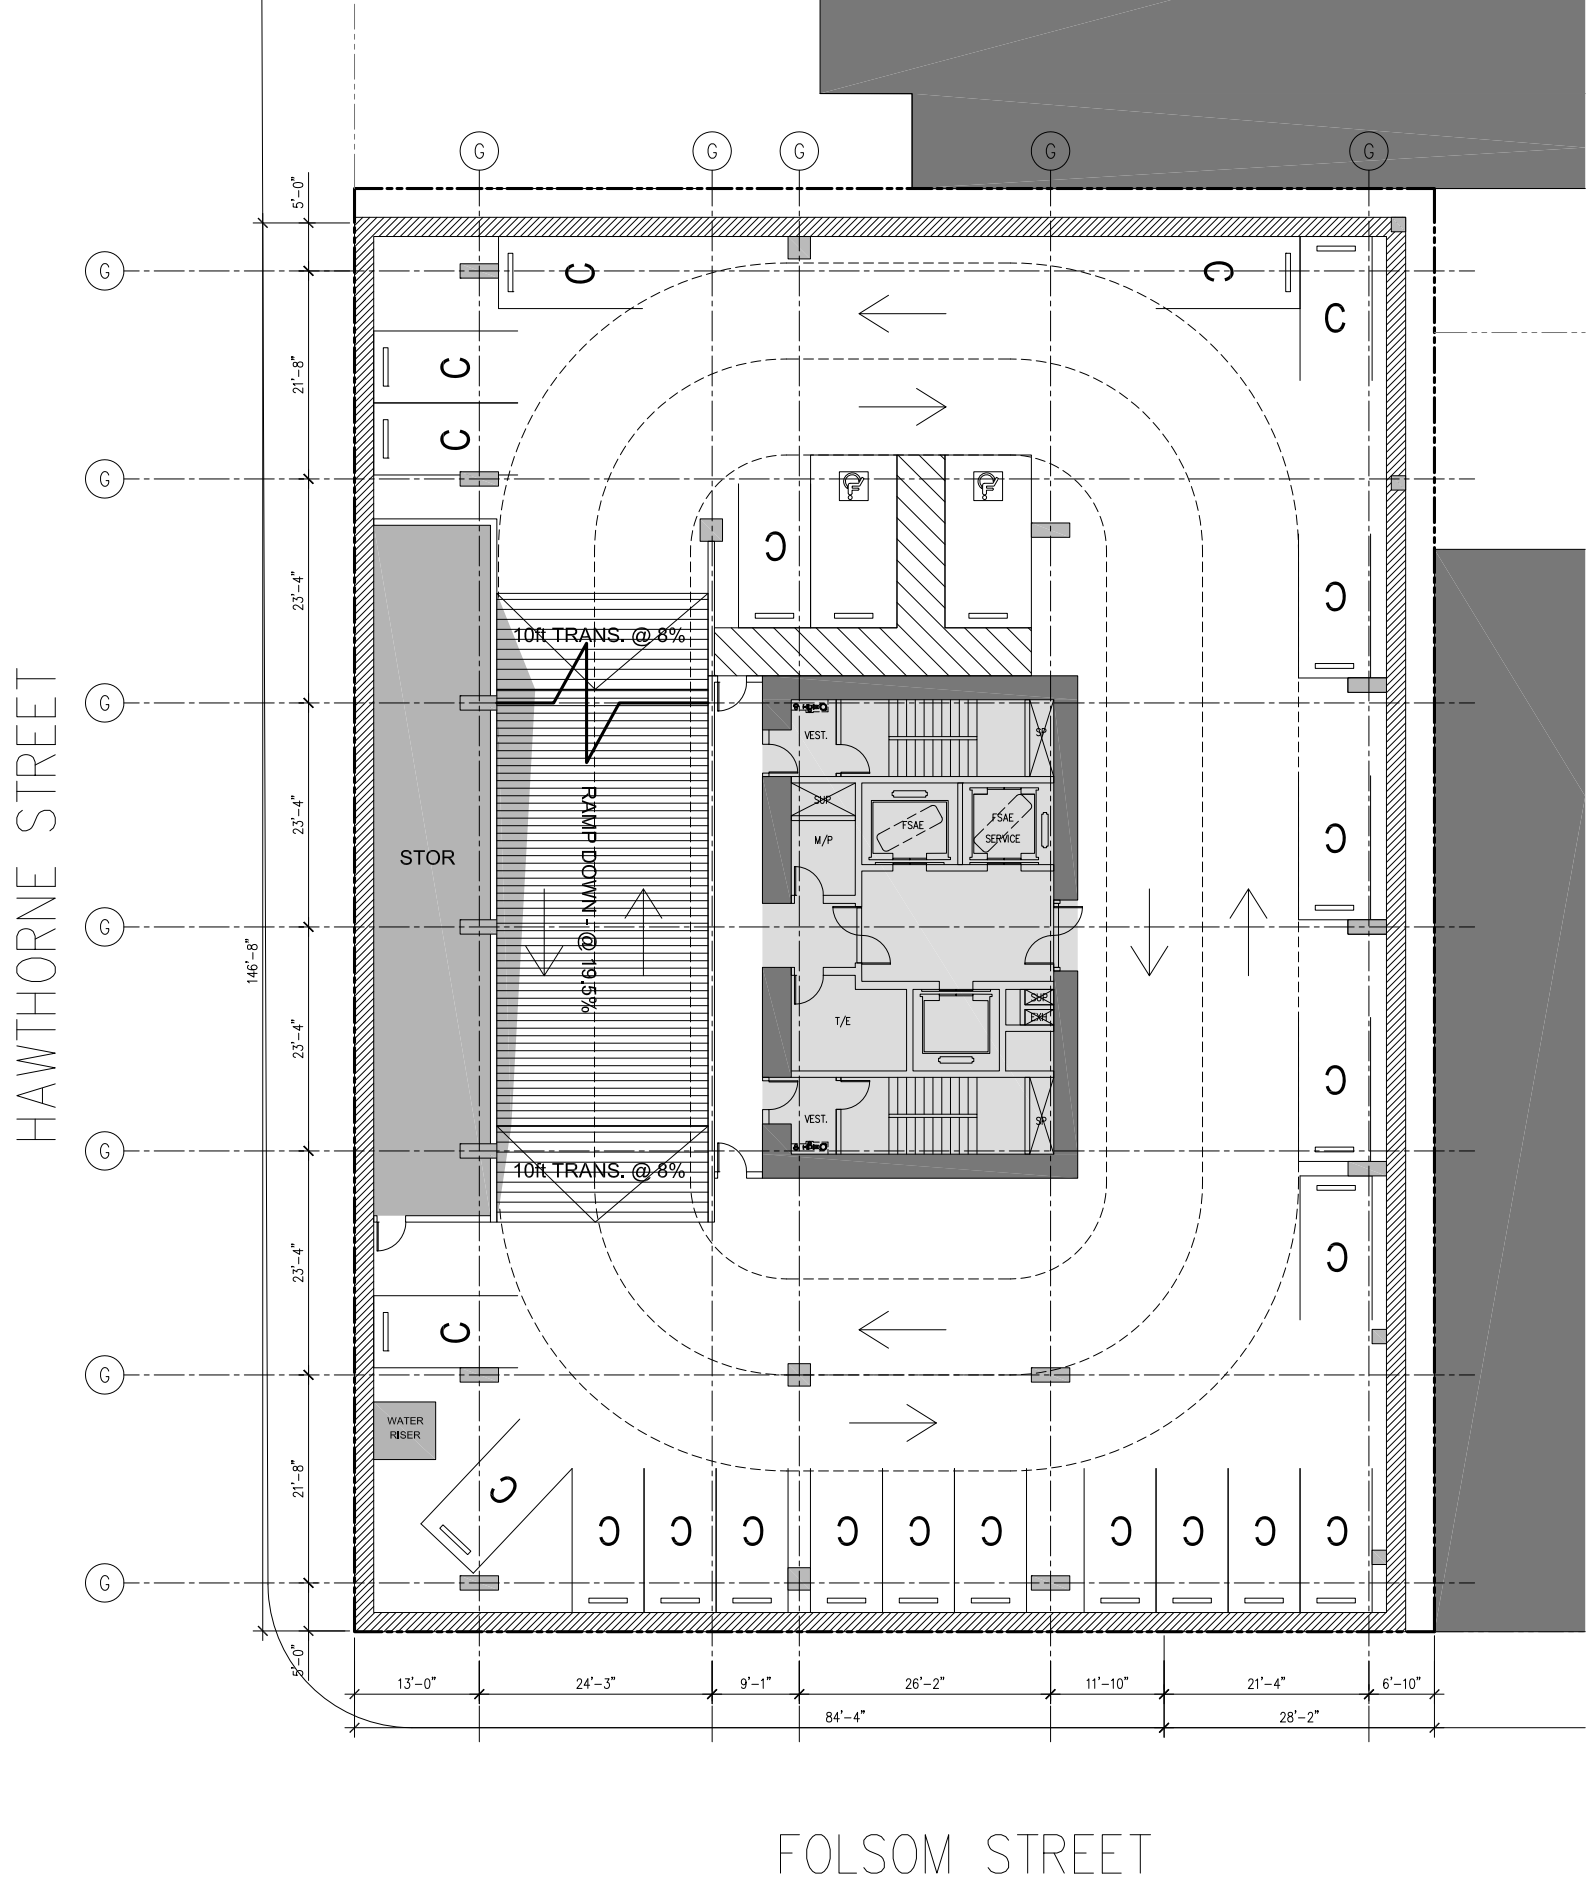 G
G
G
G
G
5'-0"
G
C
C
C
21'-8"
C
C
G
C
23'-4"
C
10ft TRANS. @ 8%
HAWTHORNE STREET
G
VEST.
SP
23'-4"
RAMP DOWN - @ 19.5%
SUP
FSAE
FSAE
SERVICE
M/P
C
STOR
G
146'-8"
SUP
EXH
T/E
23'-4"
C
VEST.
SP
G
10ft TRANS. @ 8%
23'-4"
C
C
G
WATER
RISER
21'-8"
C
C
C
C
C
C
C
C
C
C
C
G
5'-0"
13'-0"
24'-3"
9'-1"
26'-2"
11'-10"
21'-4"
6'-10"
84'-4"
28'-2"
FOLSOM STREET